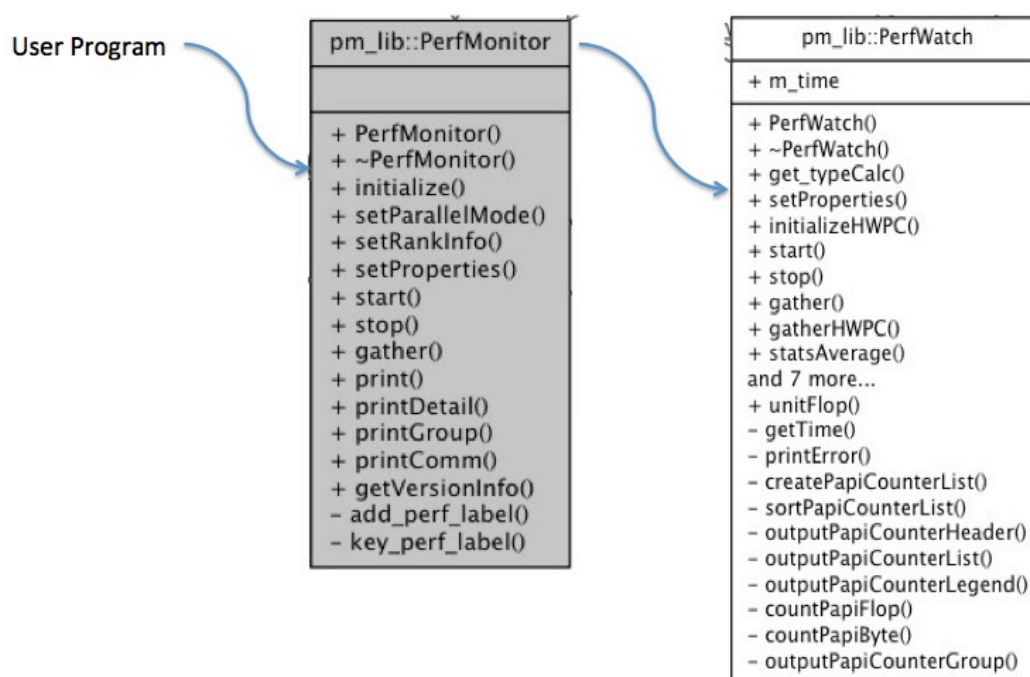 User Program
pm_lib::PerfMonitor
+ PerfMonitor()
+ ~PerfMonitor()
+ initialize()
+ setParallelMode()
+ setRankInfo()
+ setProperties()
+ start()
+ stop()
+ gather()
+ print()
+ printDetail()
+ printGroup()
+ printComm()
+ getVersionInfo()
- add_perf_label()
- key_perf_label()
pm_lib::PerfWatch
+ m_time
+ PerfWatch()
+ ~PerfWatch()
+ get_typeCalc()
+ setProperties()
+ initializeHWPC()
+ start()
+ stop()
+ gather()
+ gatherHWPC()
+ statsAverage()
and 7 more...
+ unitFlop()
- getTime()
- printError()
- createPapiCounterList()
- sortPapiCounterList()
- outputPapiCounterHeader()
- outputPapiCounterList()
- outputPapiCounterLegend()
- countPapiFlop()
- countPapiByte()
- outputPapiCounterGroup()